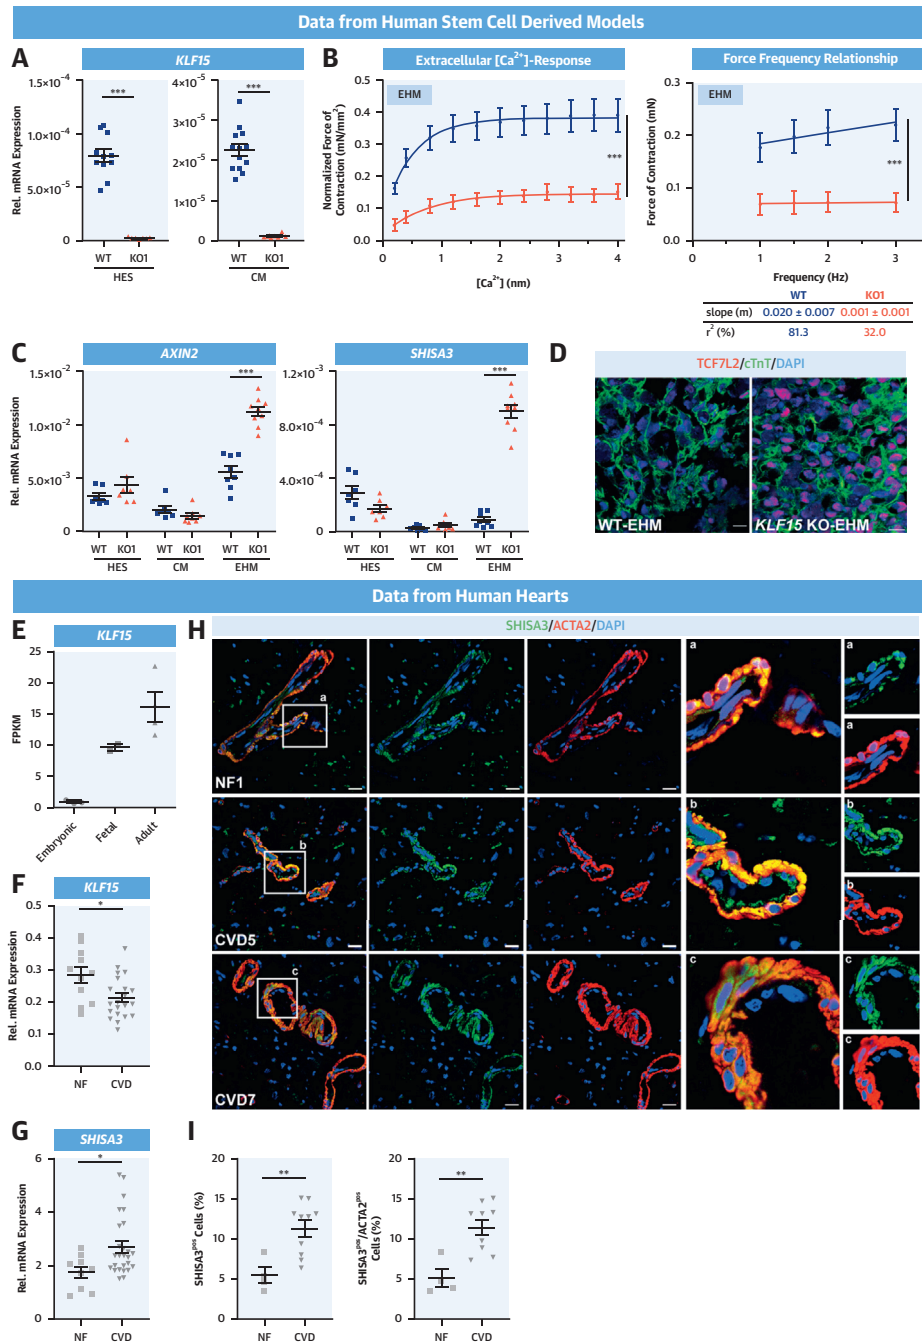 Data from Human Stem Cell Derived Models
A
KLF15
Rel. mRNA Expression
1.5×10⁻⁴
1.0×10⁻⁴
5.0×10⁻⁵
0
***
WT KO1
HES
4×10⁻⁵
3×10⁻⁵
2×10⁻⁵
1×10⁻⁵
0
***
WT KO1
CM
B
Extracellular [Ca²⁺]-Response
EHM
Normalized Force of
Contraction (mN/mm²)
0.5
0.4
0.3
0.2
0.1
0.0
***
0 1 2 3 4
[Ca²⁺] (nm)
Force Frequency Relationship
EHM
Force of Contraction (mN)
0.3
0.2
0.1
0.0
***
0 1 2 3
Frequency (Hz)
WT KO1
slope (m) 0.020 ± 0.007 0.001 ± 0.001
r² (%) 81.3 32.0
C
AXIN2
Rel. mRNA Expression
1.5×10⁻²
1.0×10⁻²
5.0×10⁻³
0
***
WT KO1 WT KO1 WT KO1
HES CM EHM
SHISA3
1.2×10⁻³
8.0×10⁻⁴
4.0×10⁻⁴
0
***
WT KO1 WT KO1 WT KO1
HES CM EHM
D
TCF7L2/cTnT/DAPI
WT-EHM
KLF15 KO-EHM
Data from Human Hearts
E
KLF15
FPKM
25
20
15
10
5
0
Embryonic
Fetal
Adult
F
KLF15
Rel. mRNA Expression
0.5
0.4
0.3
0.2
0.1
0.0
*
NF CVD
G
SHISA3
Rel. mRNA Expression
6
4
2
0
*
NF CVD
H
SHISA3/ACTA2/DAPI
a
NF1
a
a
a
b
CVD5
b
b
b
c
CVD7
c
c
c
I
SHISA3ᵖᵒˢ Cells (%)
20
15
10
5
0
**
NF CVD
SHISA3ᵖᵒˢ/ACTA2ᵖᵒˢ
Cells (%)
20
15
10
5
0
**
NF CVD